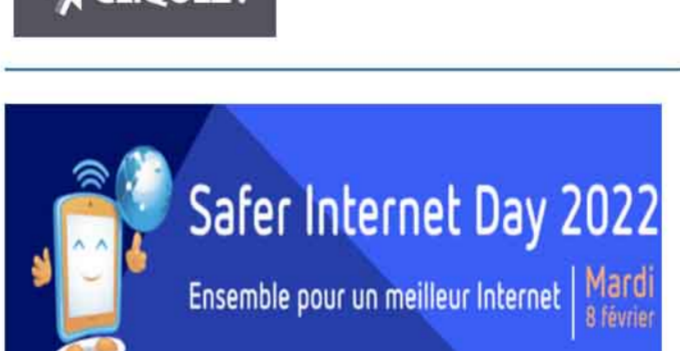 Safer Internet Day 2022
Ensemble pour un meilleur Internet
Mardi
8 février